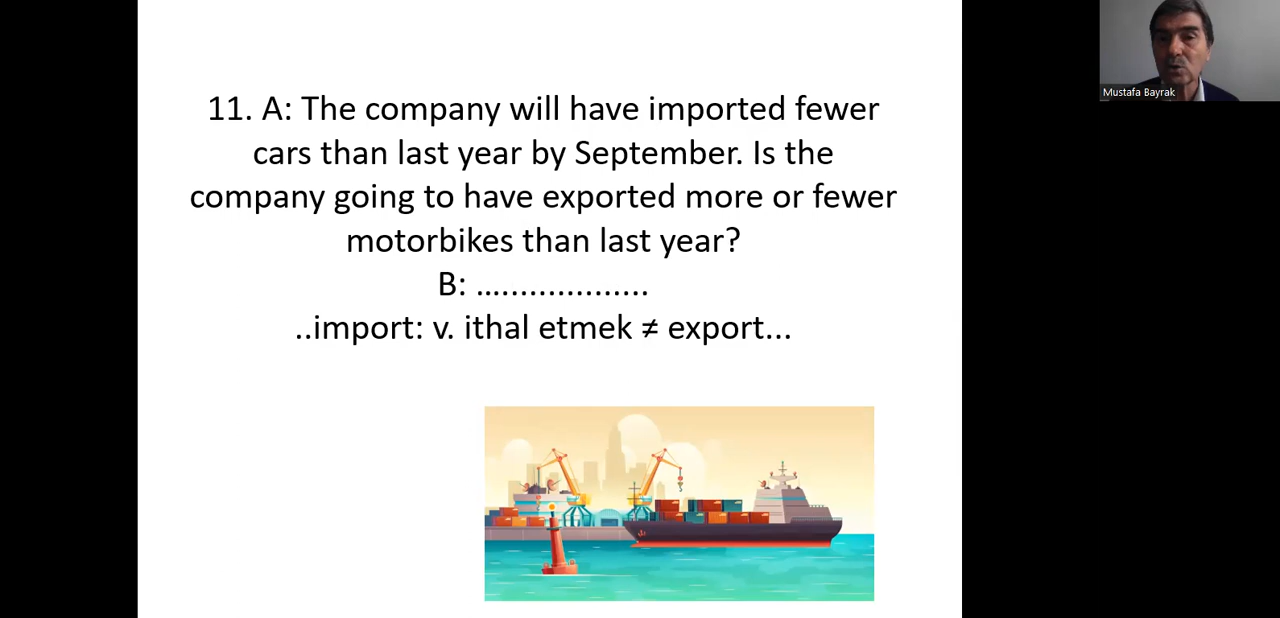 11. A: The company will have imported fewer
cars than last year by September. Is the
company going to have exported more or fewer
motorbikes than last year?
B: ...................
..import: v. ithal etmek ≠ export...
Mustafa Bayrak